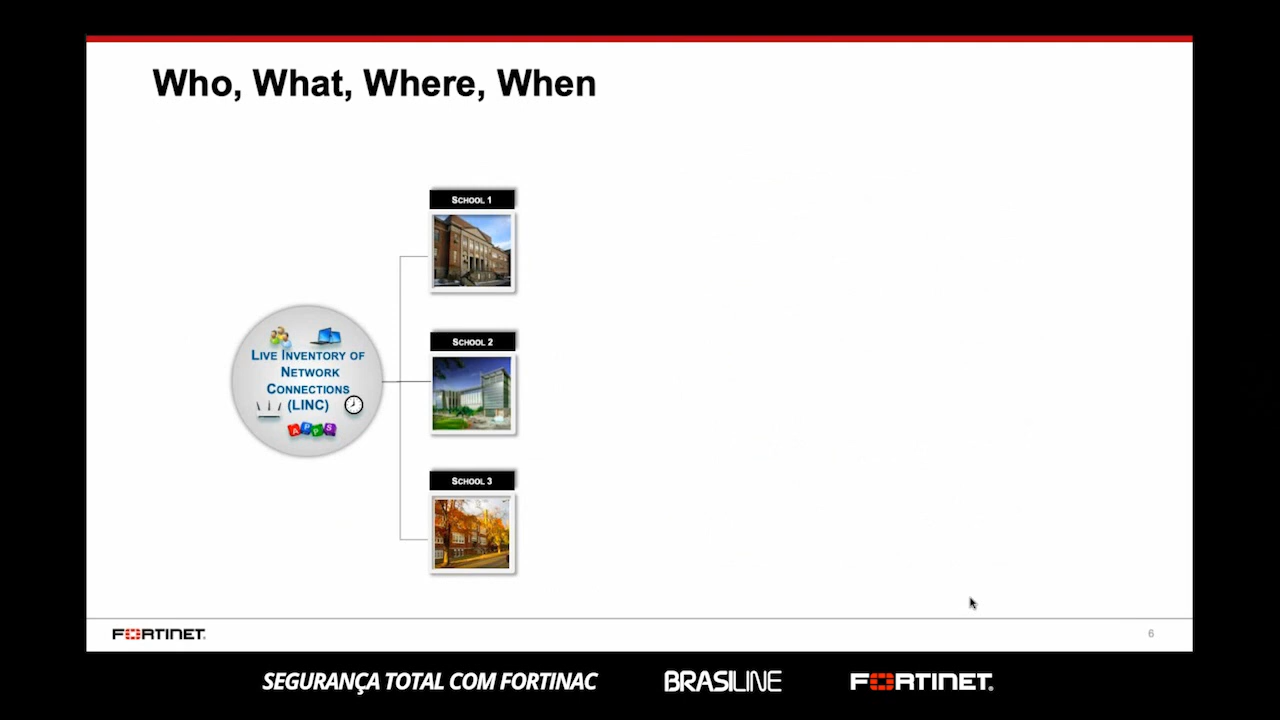 Who, What, Where, When
SCHOOL 1
SCHOOL 2
SCHOOL 3
LIVE INVENTORY OF
NETWORK
CONNECTIONS
(LINC)
APPS
FORTINET
6
SEGURANÇA TOTAL COM FORTINAC
BRASILINE
FORTINET